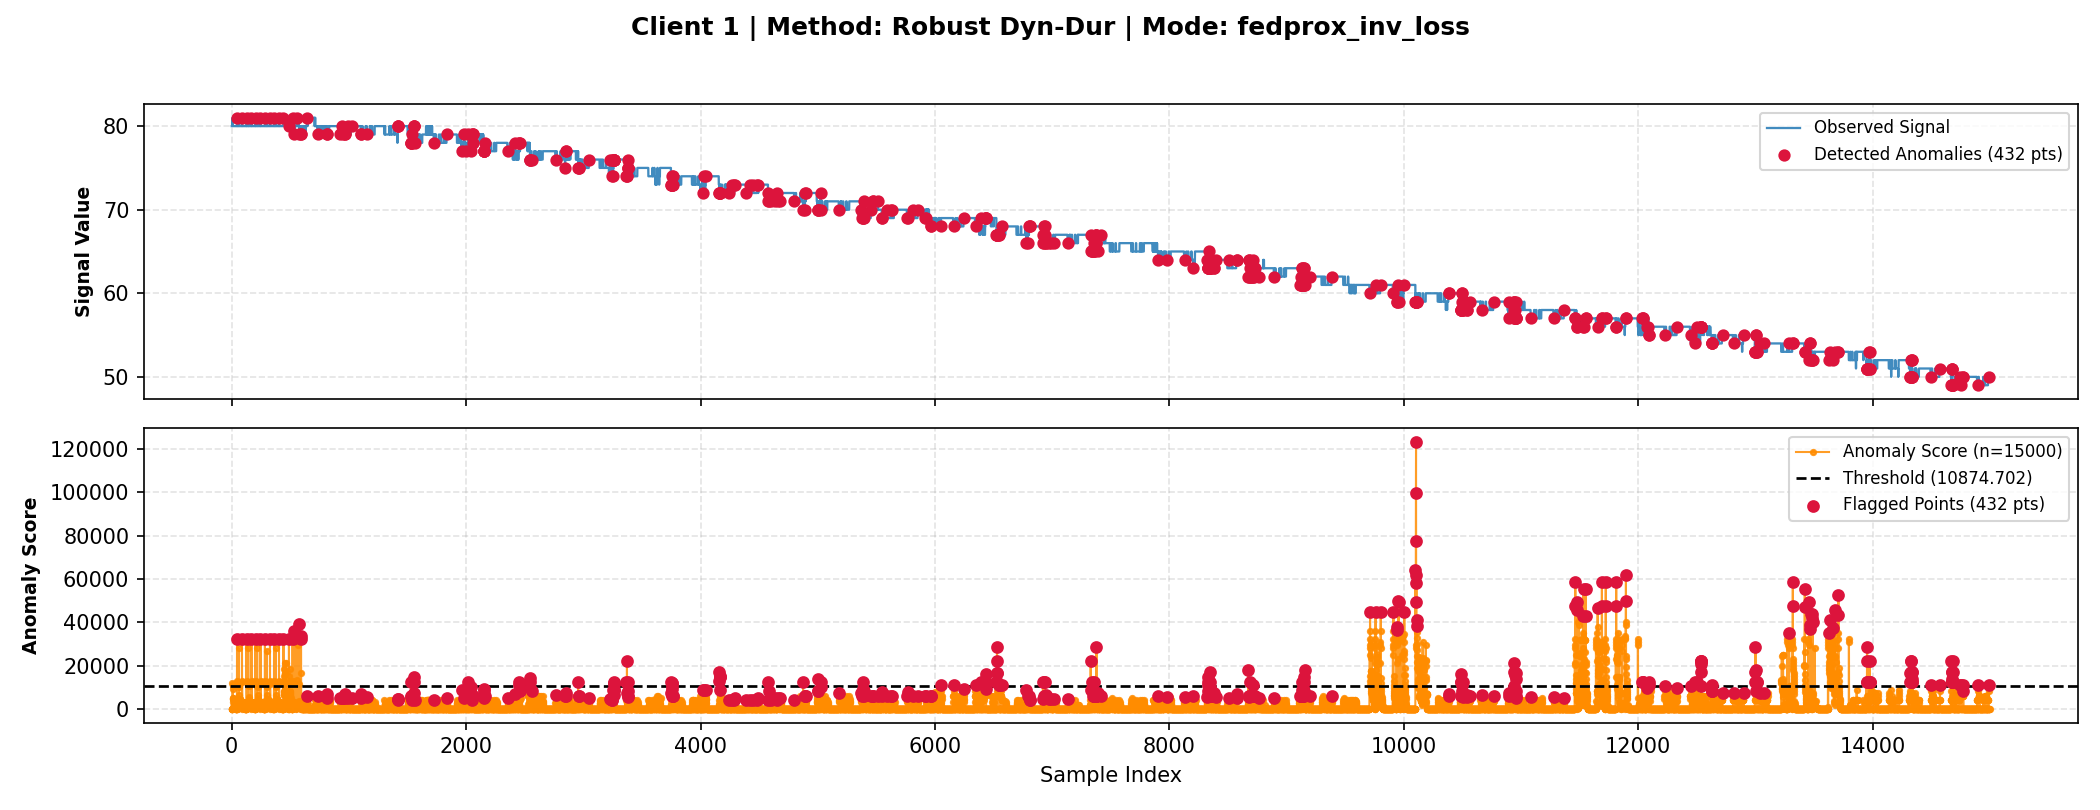 Client 1 | Method: Robust Dyn-Dur | Mode: fedprox_inv_loss
Signal Value
80
70
60
50
Observed Signal
Detected Anomalies (432 pts)
Anomaly Score
120000
100000
80000
60000
40000
20000
0
Anomaly Score (n=15000)
Threshold (10874.702)
Flagged Points (432 pts)
0 2000 4000 6000 8000 10000 12000 14000
Sample Index